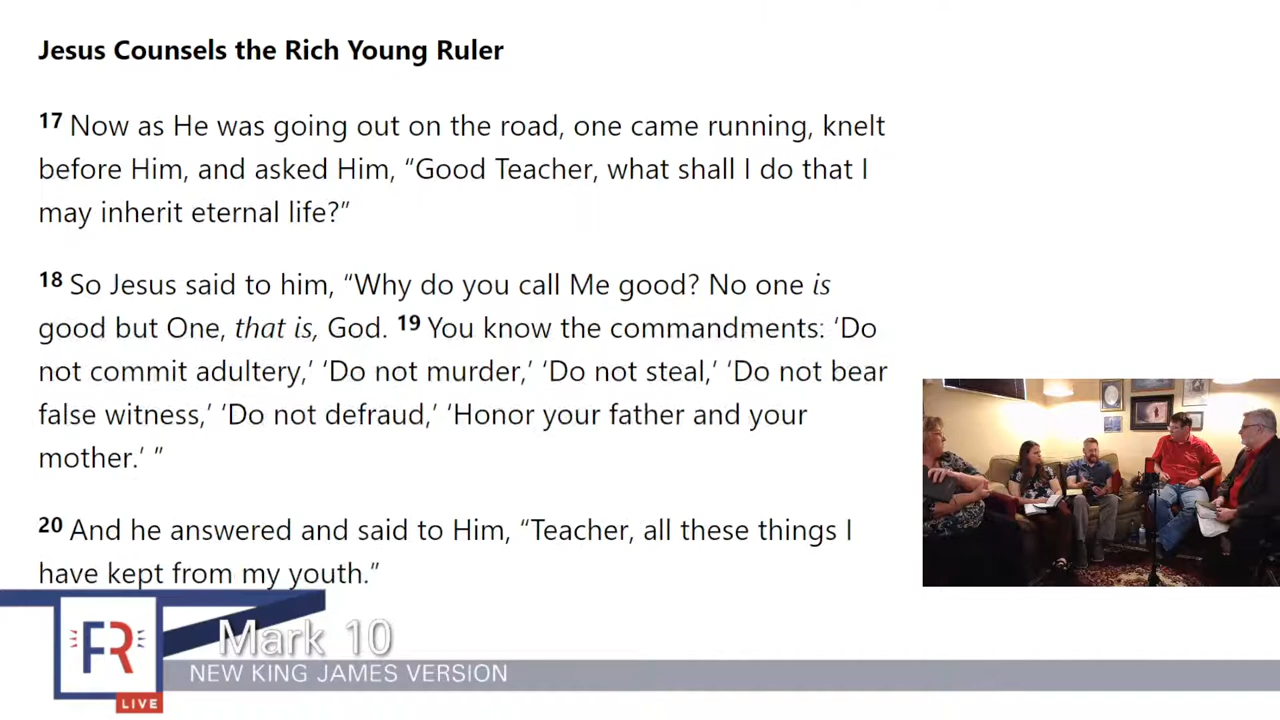 Jesus Counsels the Rich Young Ruler
17 Now as He was going out on the road, one came running, knelt
before Him, and asked Him, “Good Teacher, what shall I do that I
may inherit eternal life?”
18 So Jesus said to him, “Why do you call Me good? No one is
good but One, that is, God. 19 You know the commandments: ‘Do
not commit adultery,’ ‘Do not murder,’ ‘Do not steal,’ ‘Do not bear
false witness,’ ‘Do not defraud,’ ‘Honor your father and your
mother.’ ”
20 And he answered and said to Him, “Teacher, all these things I
have kept from my youth.”
FR
LIVE
Mark 10
NEW KING JAMES VERSION